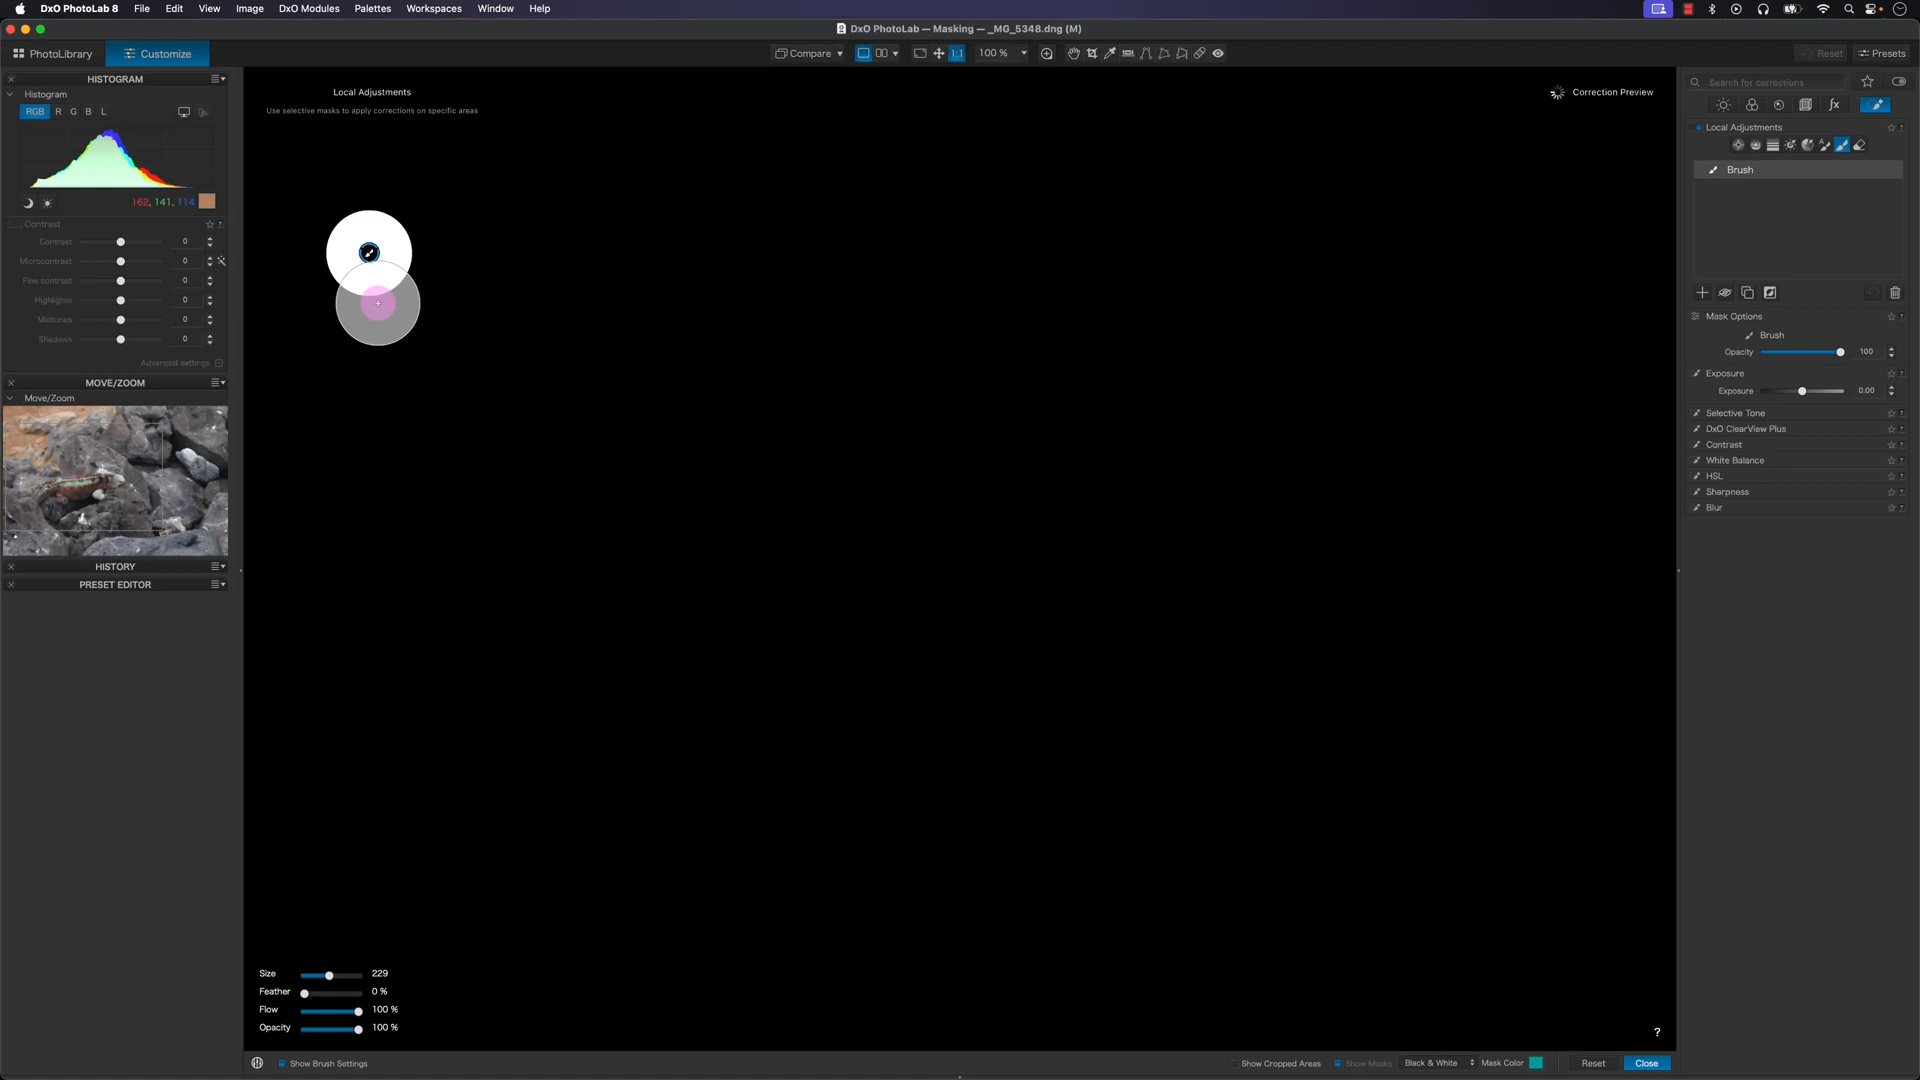 DxO PhotoLab 8 File Edit View Image DxO Modules Palettes Workspaces Window Help
DxO PhotoLab — Masking — _MG_5348.dng (M)
PhotoLibrary Customize Compare 1:1 100 % Reset Presets
HISTOGRAM
Histogram
RGB R G B L
162, 141, 114
Contrast
Contrast 0
Microcontrast 0
Fine contrast 0
Highlights 0
Midtones 0
Shadows 0
Advanced settings
MOVE/ZOOM
Move/Zoom
HISTORY
PRESET EDITOR
Local Adjustments
Use selective masks to apply corrections on specific areas
Correction Preview
Size 229
Feather 0 %
Flow 100 %
Opacity 100 %
?
Show Brush Settings Show Cropped Areas Show Masks Black & White Mask Color Reset Close
Search for corrections
fx
Local Adjustments ?
Brush
Mask Options ?
Brush
Opacity 100
Exposure ?
Exposure 0.00
Selective Tone ?
DxO ClearView Plus ?
Contrast ?
White Balance ?
HSL ?
Sharpness ?
Blur ?